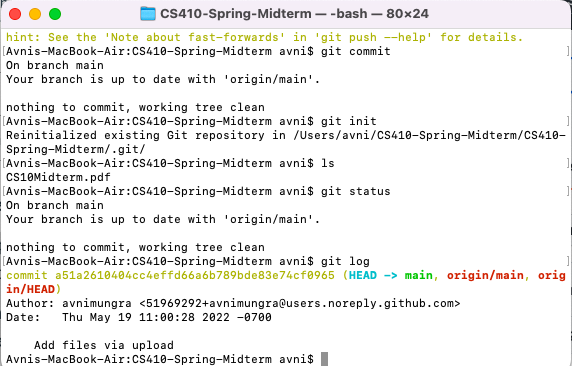 CS410-Spring-Midterm — -bash — 80×24
hint: See the 'Note about fast-forwards' in 'git push --help' for details.
[Avnis-MacBook-Air:CS410-Spring-Midterm avni$ git commit ]
On branch main
Your branch is up to date with 'origin/main'.
nothing to commit, working tree clean
[Avnis-MacBook-Air:CS410-Spring-Midterm avni$ git init ]
Reinitialized existing Git repository in /Users/avni/CS410-Spring-Midterm/CS410-
Spring-Midterm/.git/
[Avnis-MacBook-Air:CS410-Spring-Midterm avni$ ls ]
CS10Midterm.pdf
[Avnis-MacBook-Air:CS410-Spring-Midterm avni$ git status ]
On branch main
Your branch is up to date with 'origin/main'.
nothing to commit, working tree clean
[Avnis-MacBook-Air:CS410-Spring-Midterm avni$ git log ]
commit a51a2610404cc4effd66a6b789bde83e74cf0965 (HEAD -> main, origin/main, orig
in/HEAD)
Author: avnimungra <51969292+avnimungra@users.noreply.github.com>
Date:   Thu May 19 11:00:28 2022 -0700
Add files via upload
Avnis-MacBook-Air:CS410-Spring-Midterm avni$